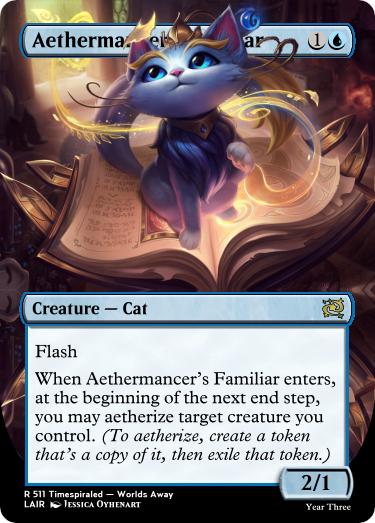 Aethermancer's Familiar 1
Creature — Cat
Flash
When Aethermancer's Familiar enters,
at the beginning of the next end step,
you may aetherize target creature you
control. (To aetherize, create a token
that's a copy of it, then exile that token.)
2/1
R 511 Timespiraled — Worlds Away
LAIR Jessica Oyhenart
Year Three